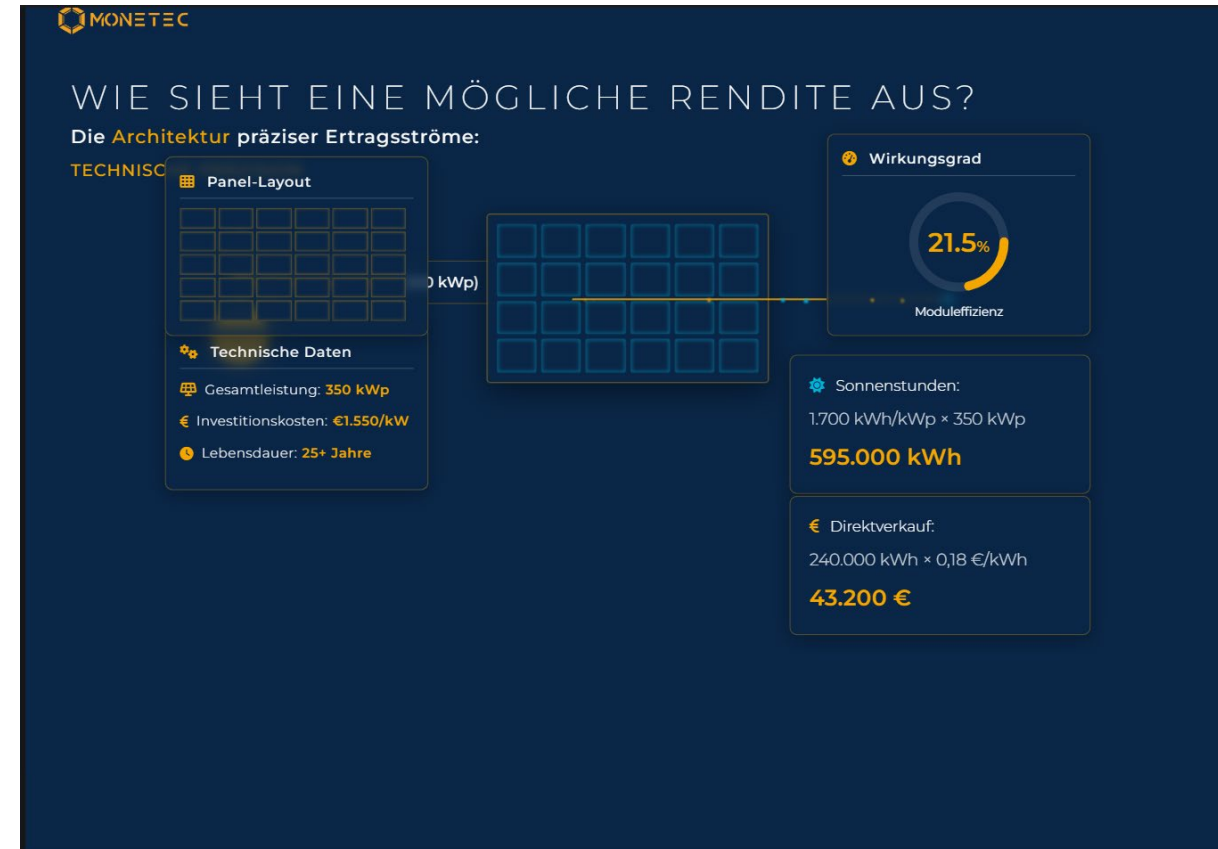 MONETEC
WIE SIEHT EINE MÖGLICHE RENDITE AUS?
Die Architektur präziser Ertragsströme:
TECHNISC
Panel-Layout
0 kWp)
Technische Daten
Gesamtleistung: 350 kWp
Investitionskosten: €1.550/kW
Lebensdauer: 25+ Jahre
Wirkungsgrad
21.5%
Moduleffizienz
Sonnenstunden:
1.700 kWh/kWp × 350 kWp
595.000 kWh
€ Direktverkauf:
240.000 kWh × 0,18 €/kWh
43.200 €